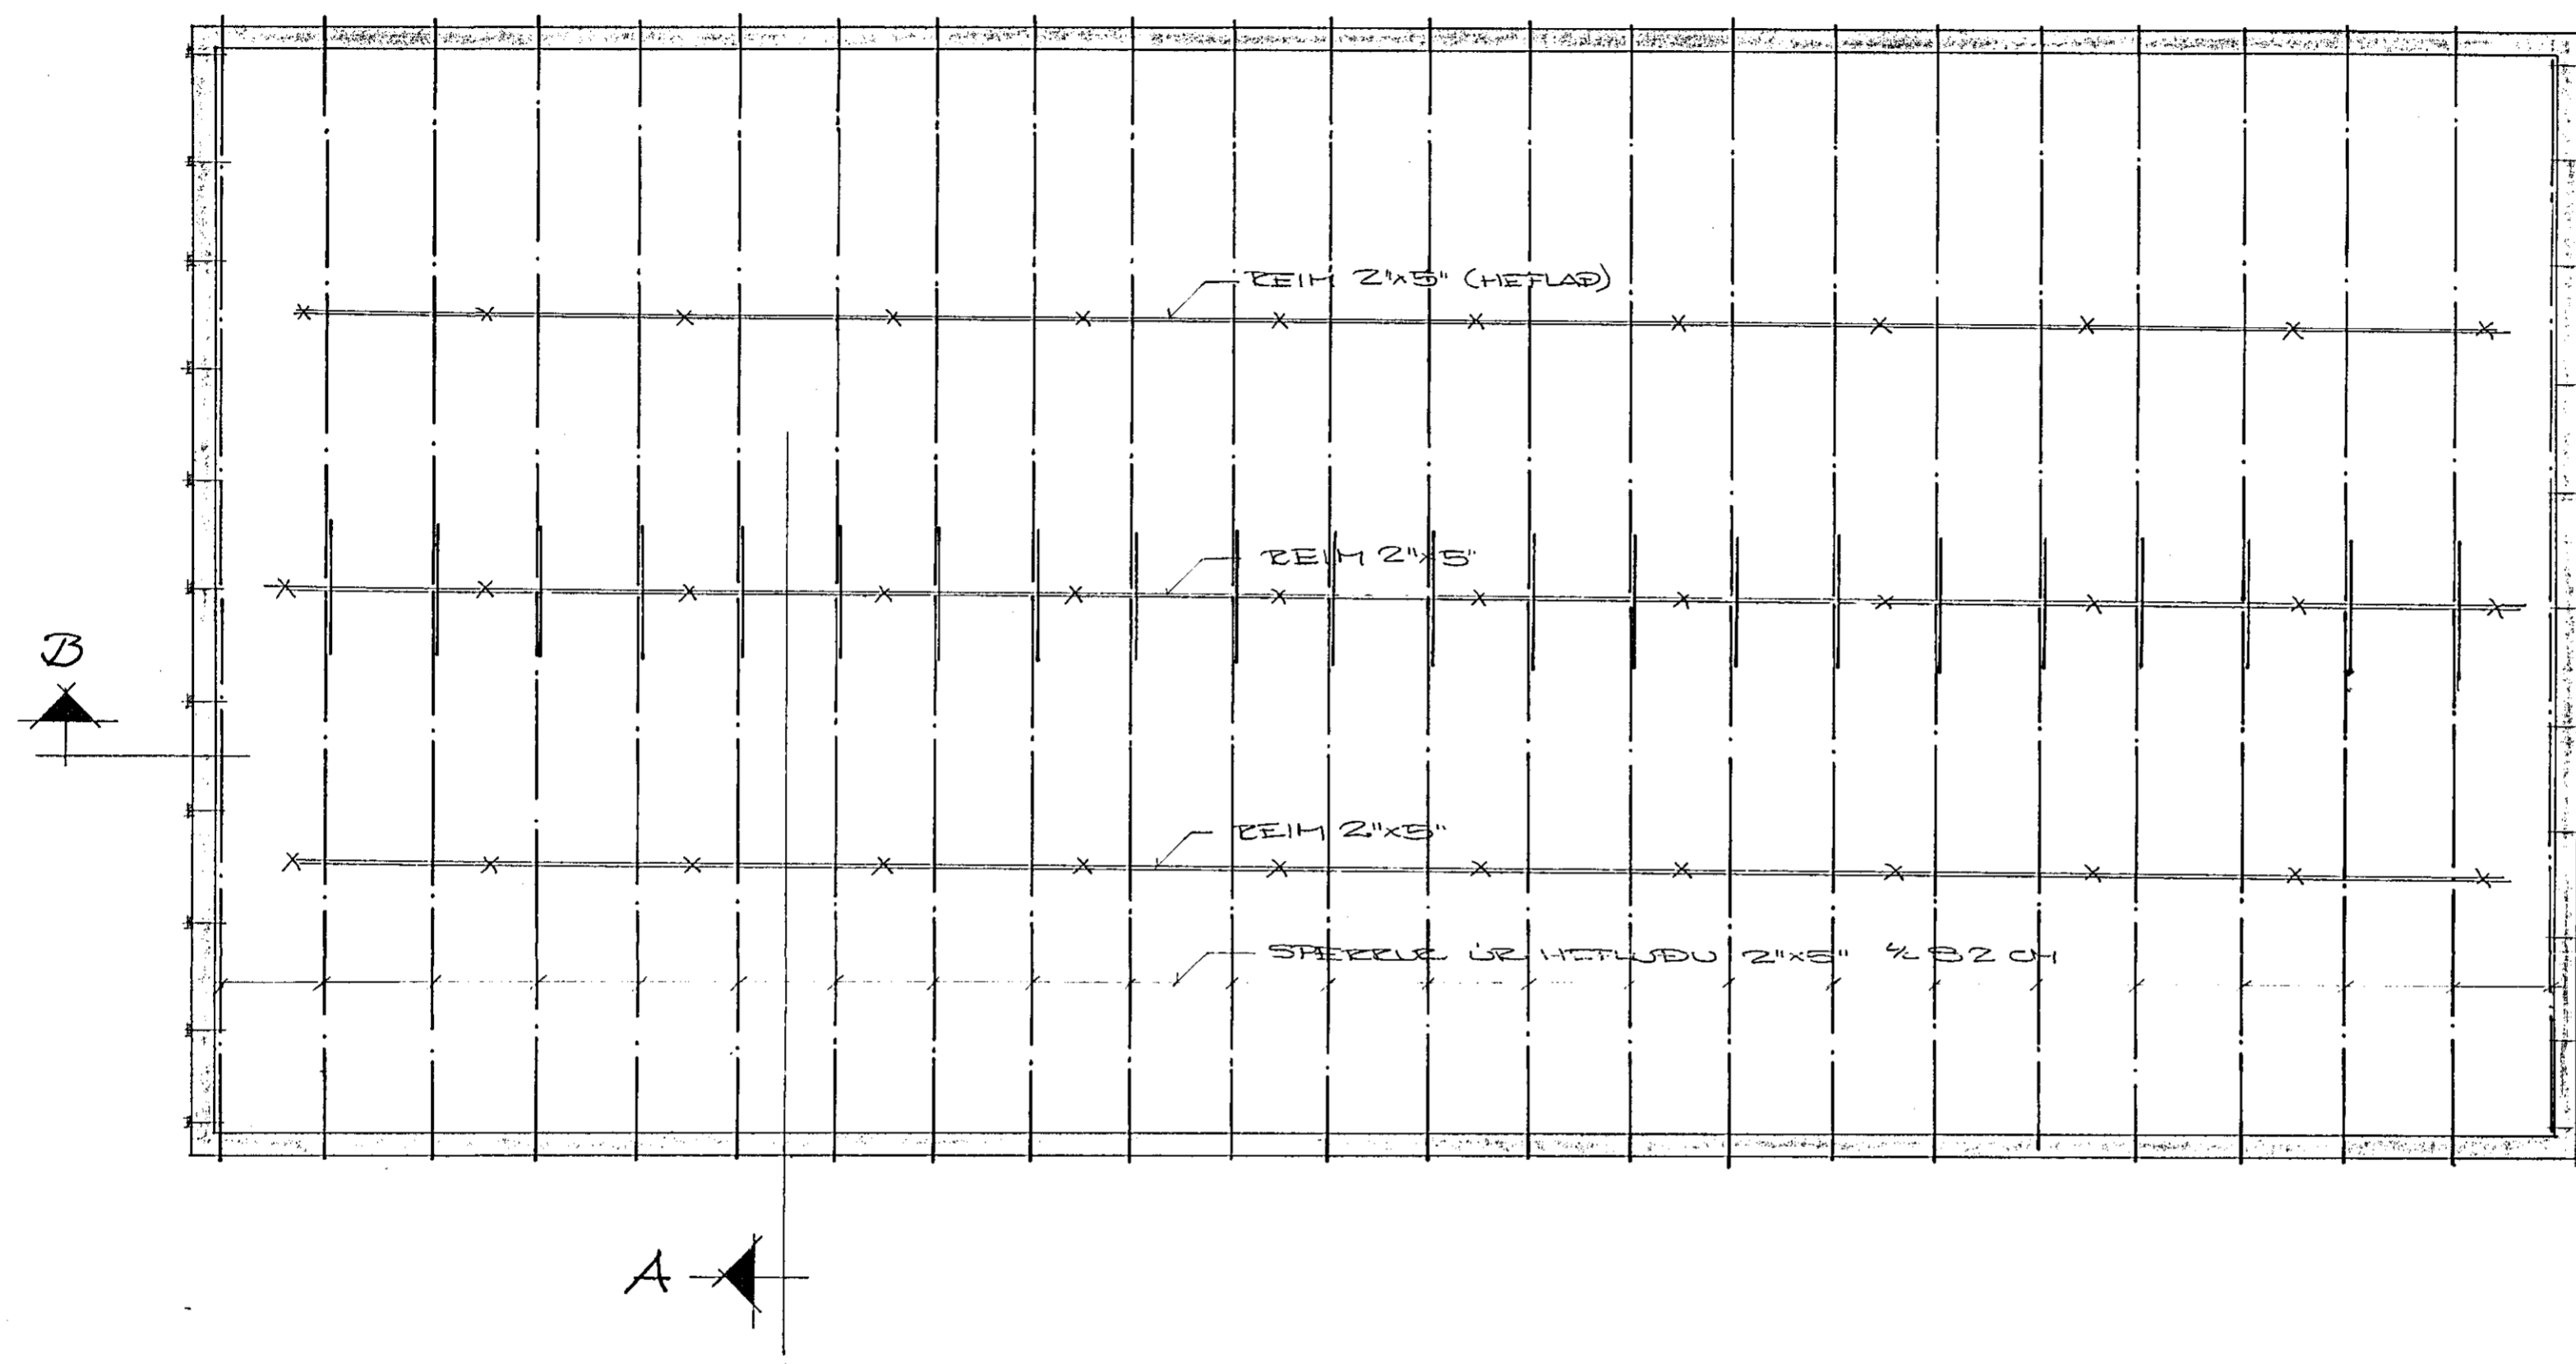 REIM 2"x5" (HEFLAÐ)
REIM 2"x5"
B
REIM 2"x5"
SPERRUR ÚR HEFLUÐU 2"x5" c/c 82 CM
A